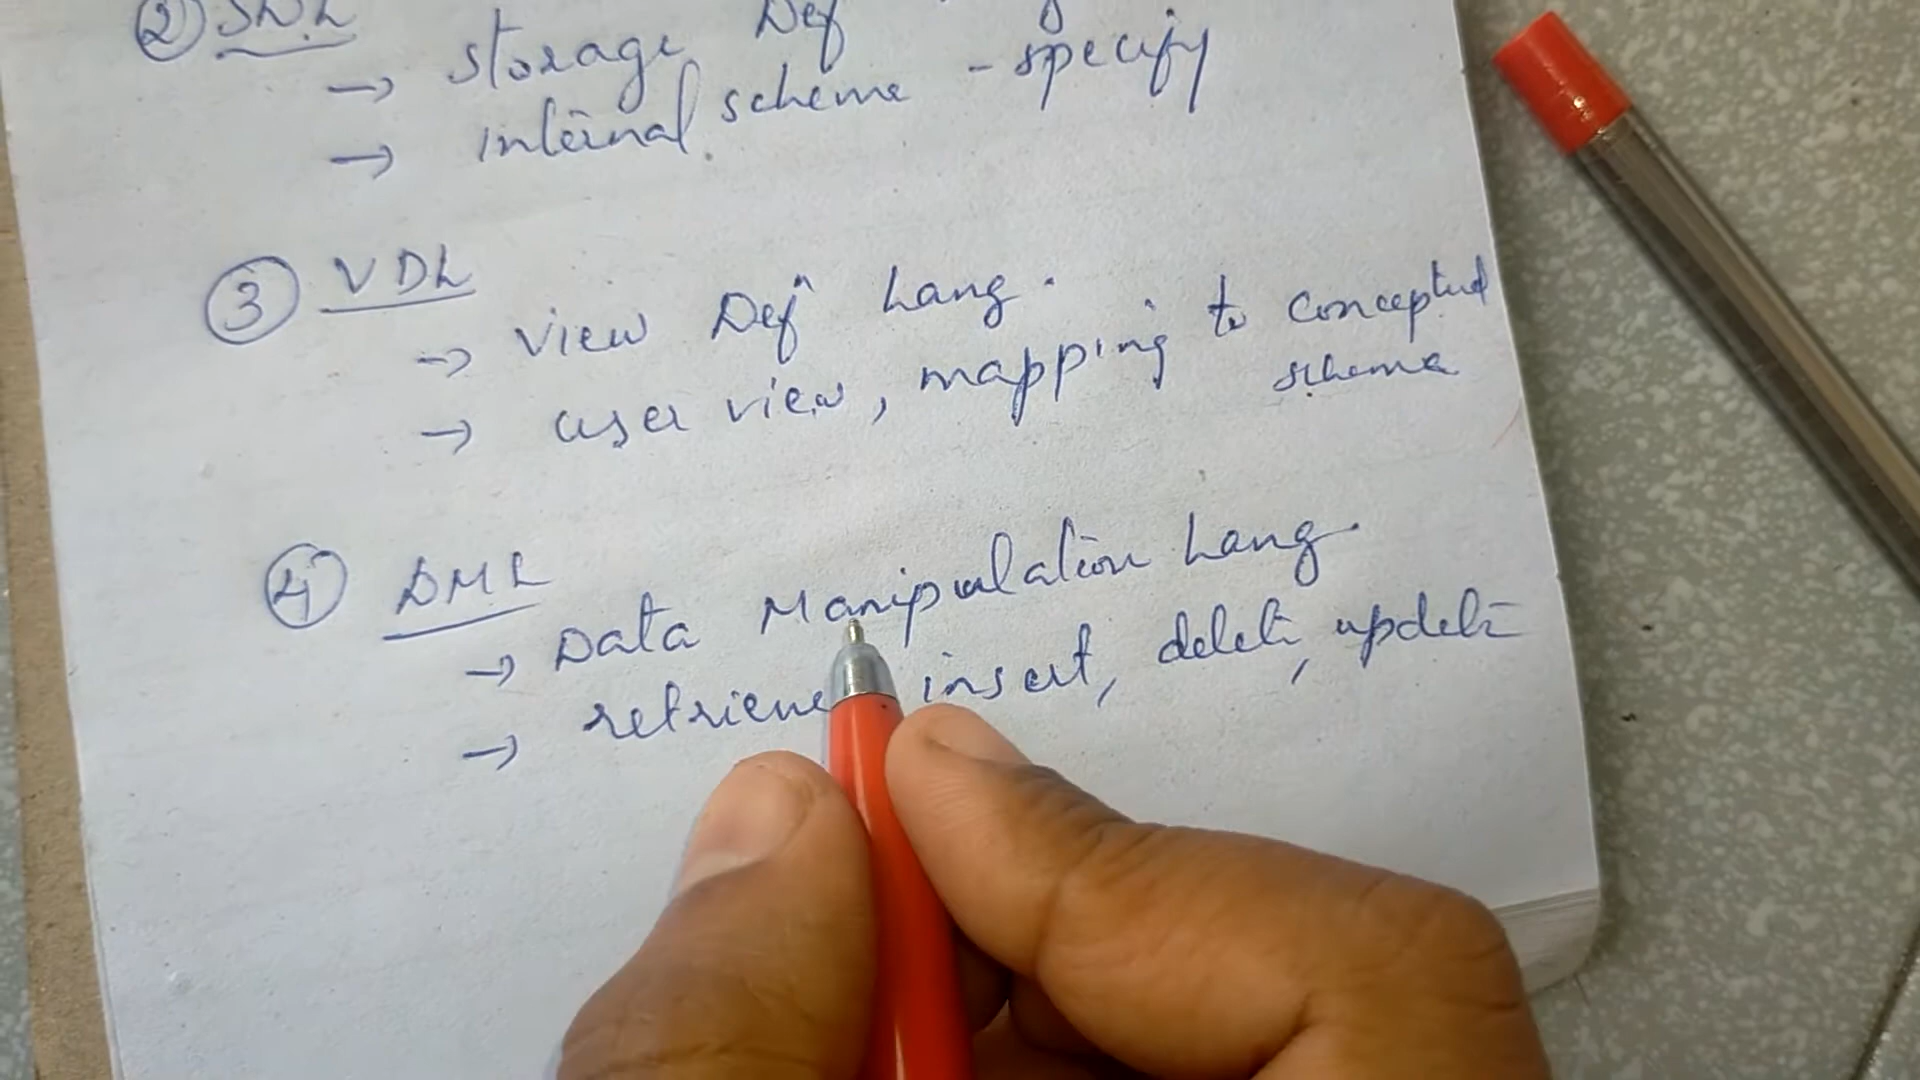 ② SDL
→ storage Def
→ internal scheme - specify
③ VDL
→ view Defⁿ Lang.
→ user view, mapping to conceptual
schema
④ DML
→ Data Manipulation Lang.
→ retrieve insert, delete, update